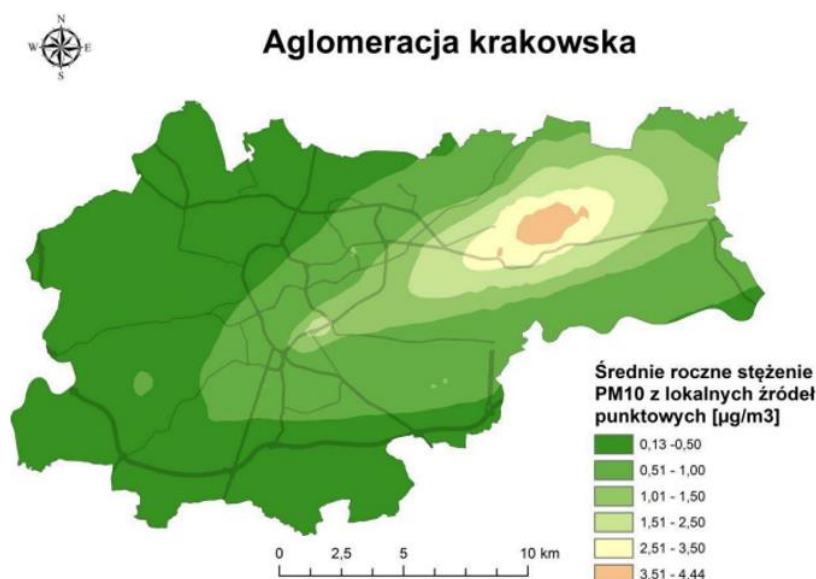 N
W E
S
Aglomeracja krakowska
Średnie roczne stężenie
PM10 z lokalnych źródeł
punktowych [µg/m3]
0,13 -0,50
0,51 - 1,00
1,01 - 1,50
1,51 - 2,50
2,51 - 3,50
3,51 - 4,44
0 2,5 5 10 km